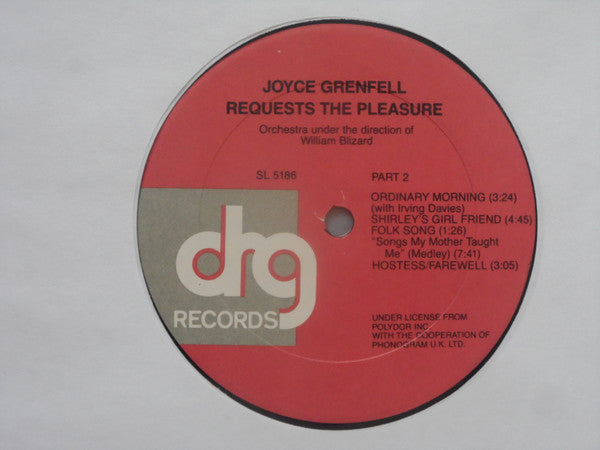 JOYCE GRENFELL
REQUESTS THE PLEASURE
Orchestra under the direction of
William Blizard
SL 5186
PART 2
ORDINARY MORNING (3:24)
(with Irving Davies)
SHIRLEY'S GIRL FRIEND (4:45)
FOLK SONG (1:26)
"Songs My Mother Taught
Me" (Medley) (7:41)
HOSTESS/FAREWELL (3:05)
drg
RECORDS
UNDER LICENSE FROM
POLYDOR INC.
WITH THE COOPERATION OF
PHONOGRAM U.K. LTD.